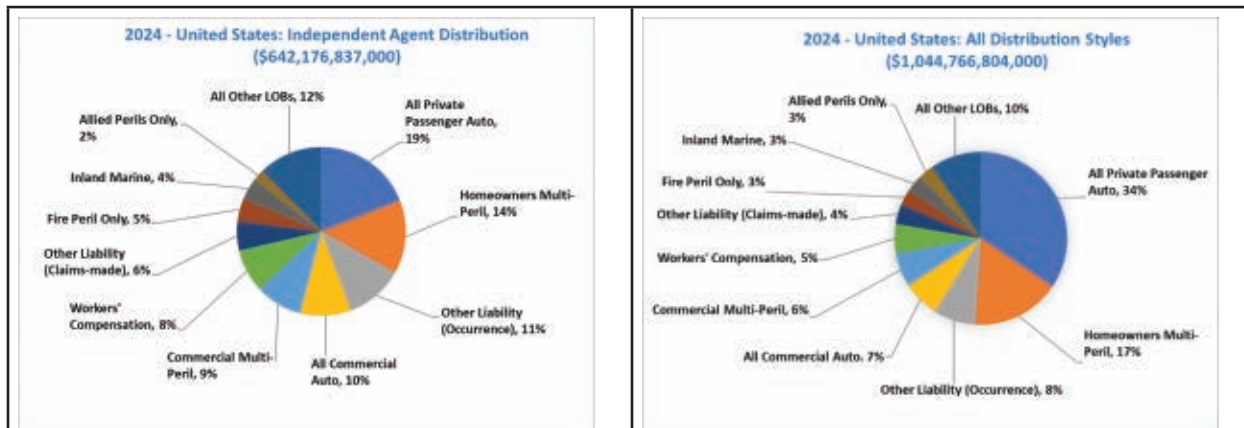 2024 - United States: Independent Agent Distribution
($642,176,837,000)
All Other LOBs, 12%
All Private
Passenger Auto,
19%
Allied Perils Only,
2%
Inland Marine, 4%
Homeowners Multi-
Peril, 14%
Fire Peril Only, 5%
Other Liability
(Claims-made), 6%
Workers'
Compensation, 8%
Other Liability
(Occurrence), 11%
Commercial Multi-
Peril, 9%
All Commercial
Auto, 10%
2024 - United States: All Distribution Styles
($1,044,766,804,000)
Allied Perils Only,
3%
All Other LOBs, 10%
Inland Marine, 3%
All Private Passenger
Auto, 34%
Fire Peril Only, 3%
Other Liability (Claims-made), 4%
Workers' Compensation, 5%
Commercial Multi-Peril, 6%
Homeowners Multi-
Peril, 17%
All Commercial Auto. 7%
Other Liability (Occurrence), 8%